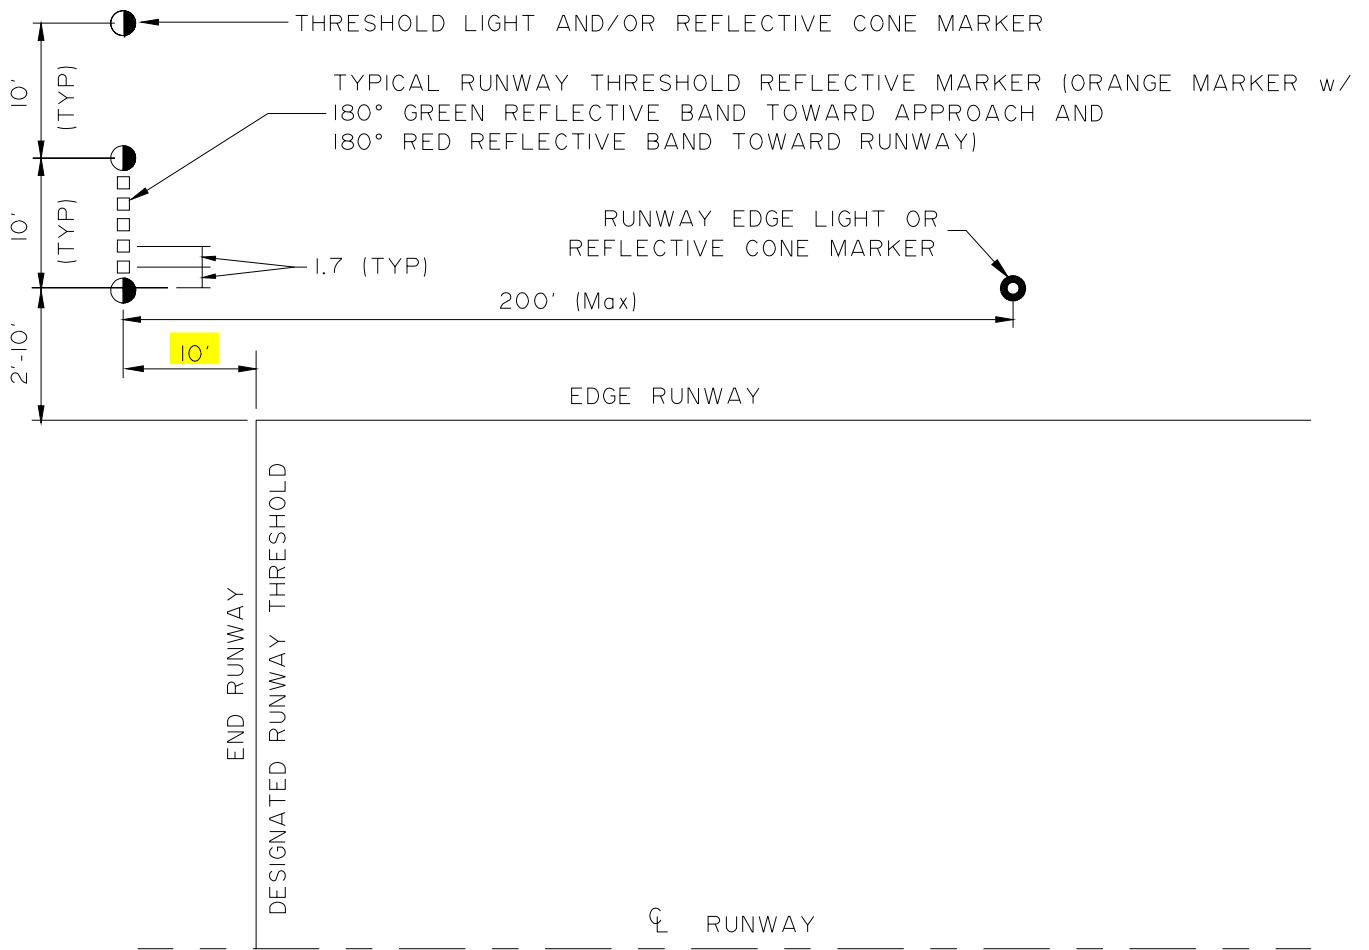 THRESHOLD LIGHT AND/OR REFLECTIVE CONE MARKER
10'
(TYP)
TYPICAL RUNWAY THRESHOLD REFLECTIVE MARKER (ORANGE MARKER w/
180° GREEN REFLECTIVE BAND TOWARD APPROACH AND
180° RED REFLECTIVE BAND TOWARD RUNWAY)
10'
(TYP)
RUNWAY EDGE LIGHT OR
REFLECTIVE CONE MARKER
1.7 (TYP)
200' (Max)
2'-10'
10'
EDGE RUNWAY
END RUNWAY
DESIGNATED RUNWAY THRESHOLD
℄ RUNWAY